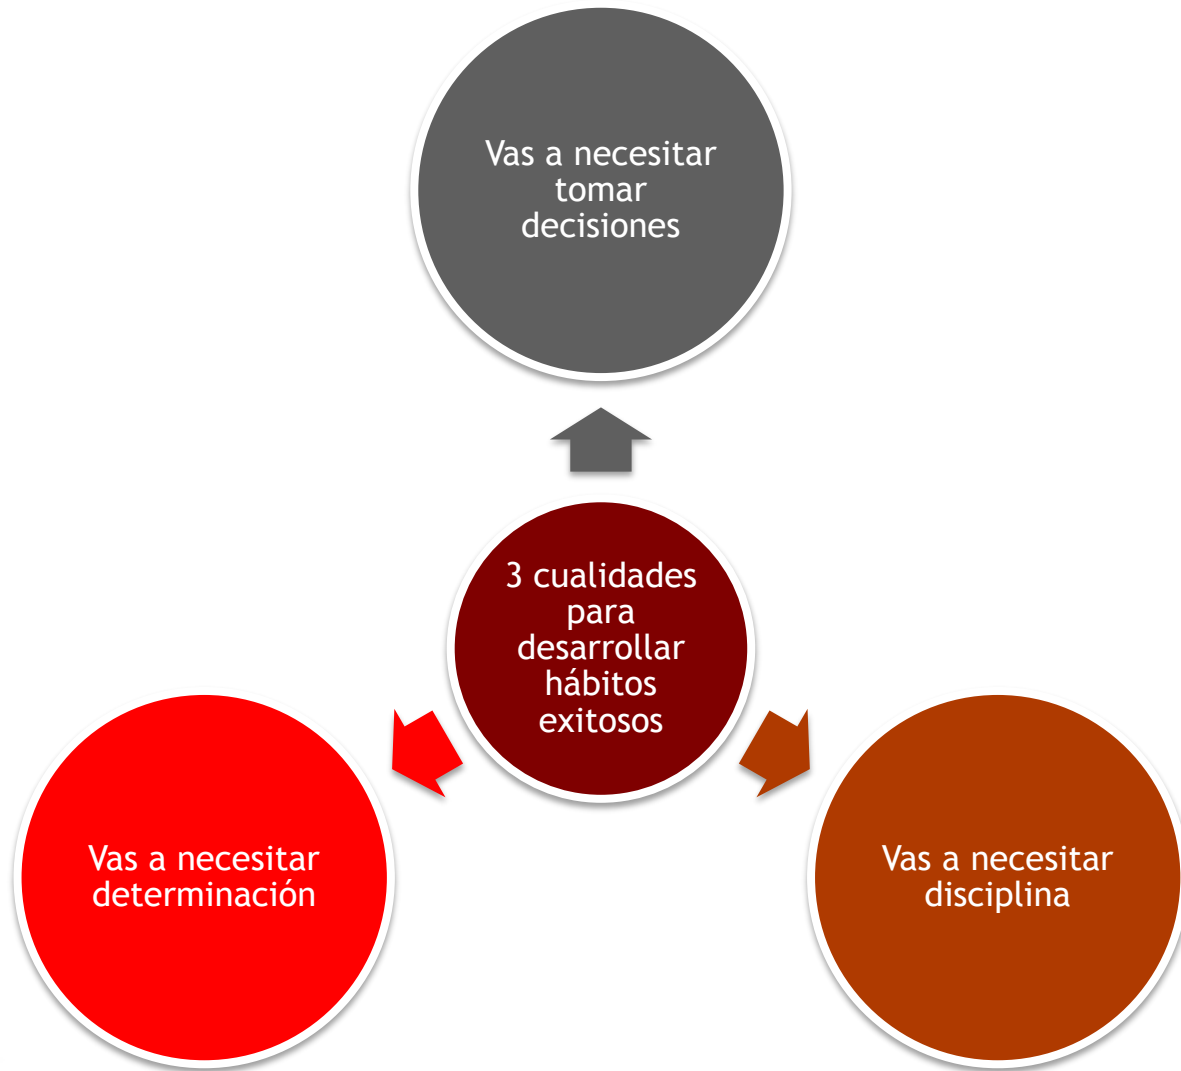 Vas a necesitar
tomar
decisiones
3 cualidades
para
desarrollar
hábitos
exitosos
Vas a necesitar
determinación
Vas a necesitar
disciplina